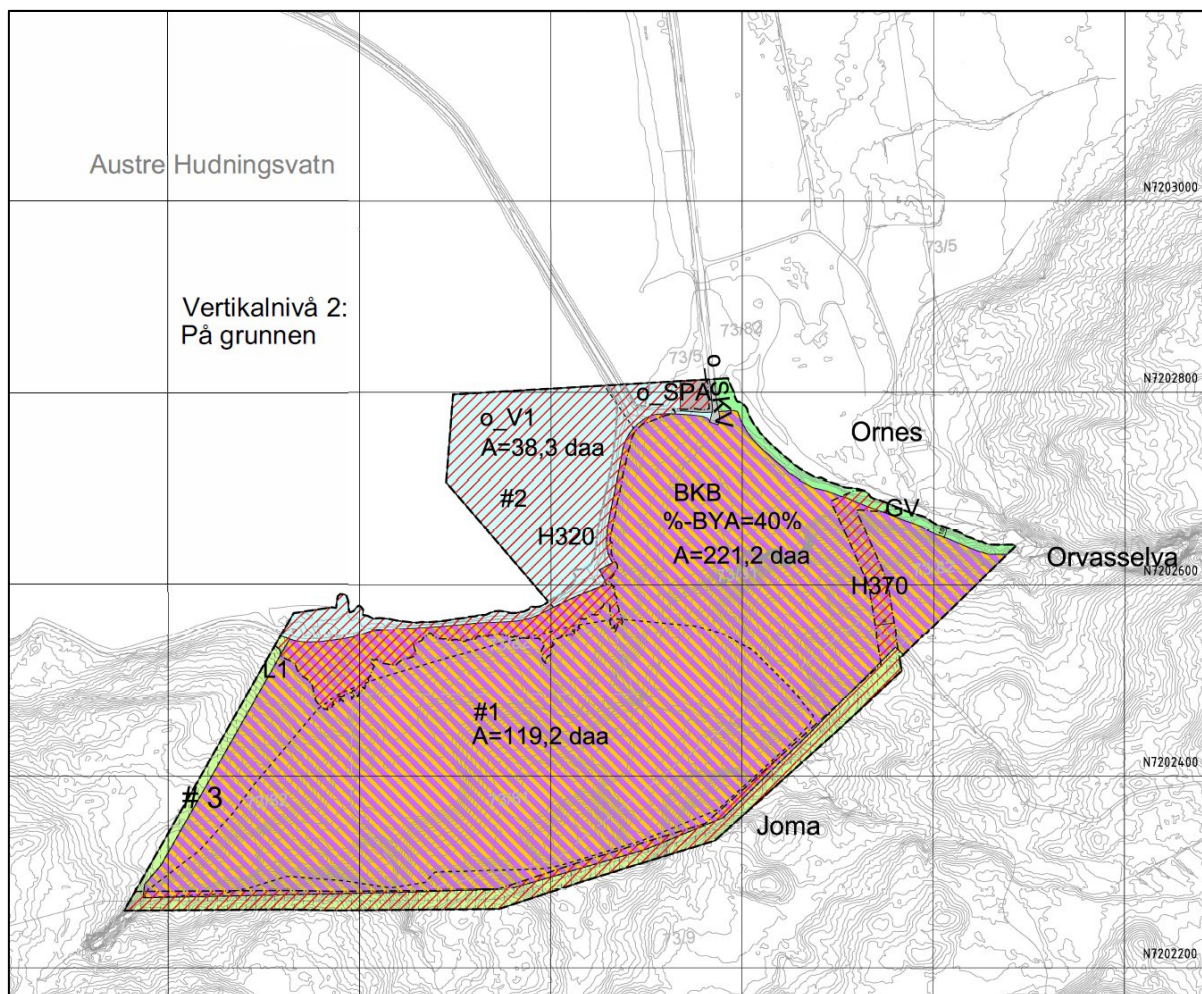 Austre Hudningsvatn
N7203000
73/5
Vertikalnivå 2:
På grunnen
73/82
73/5
o_SKV
N7202800
o_SPA
o_V1
A=38,3 daa
Ornes
#2
BKB
%-BYA=40%
GV
H320
A=221,2 daa
Orvasselva
H370
N7202600
L1
#1
A=119,2 daa
N7202400
# 3
Joma
73/9
N7202200